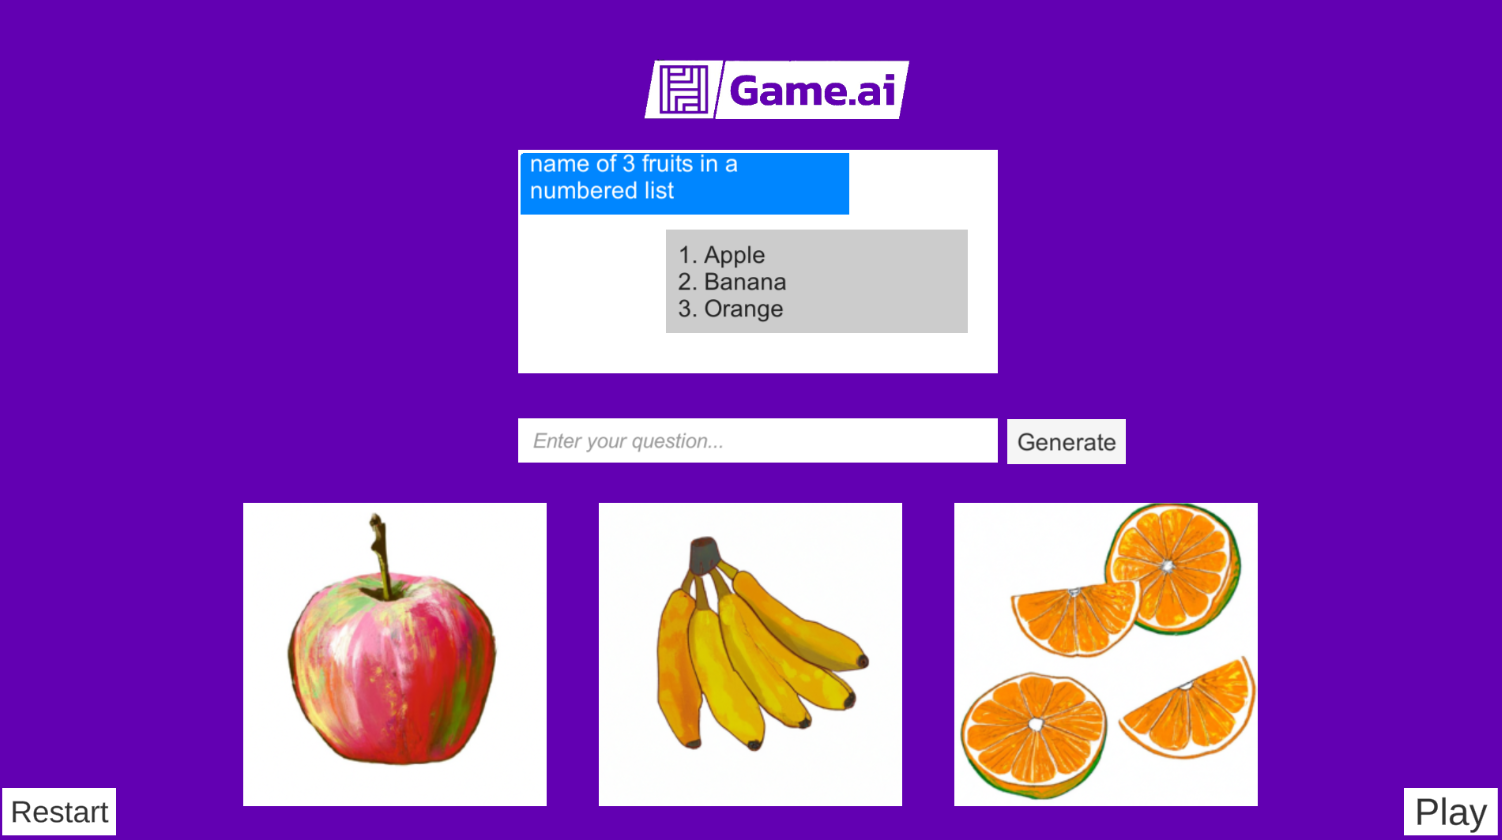 Game.ai
name of 3 fruits in a
numbered list
1. Apple
2. Banana
3. Orange
Enter your question...
Generate
Restart
Play